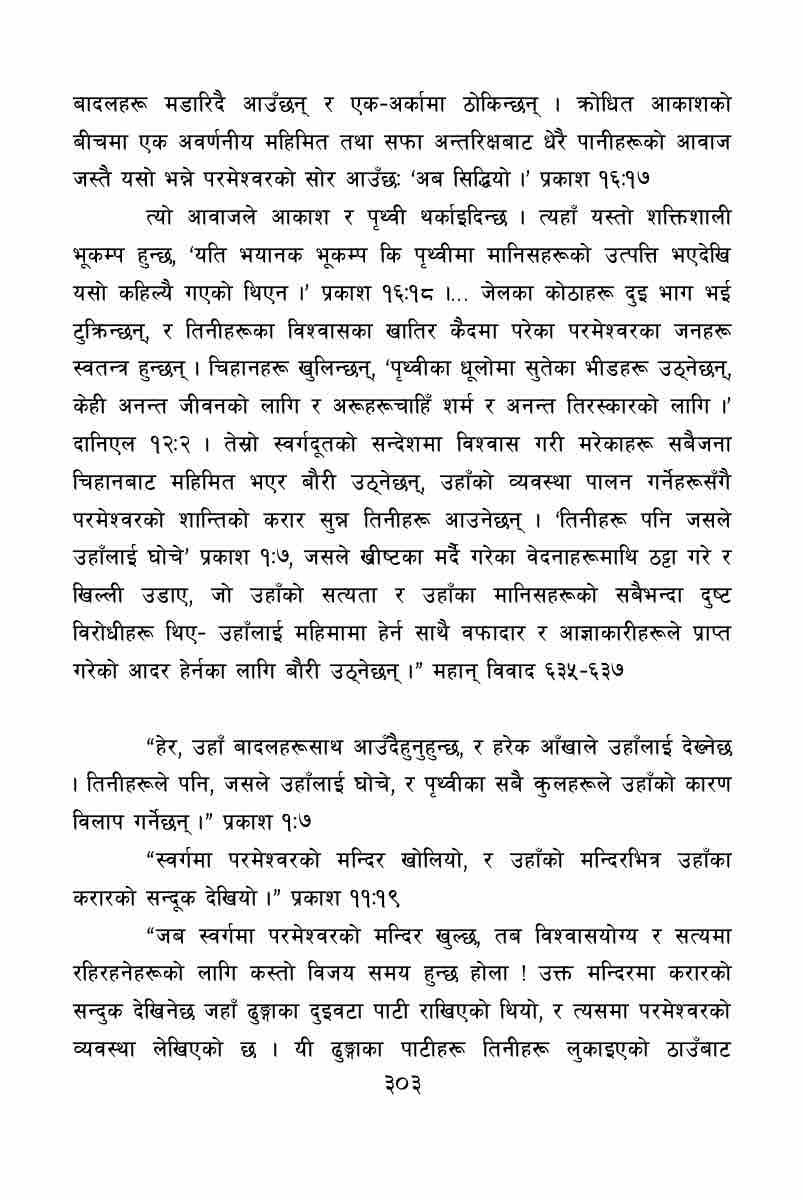 बादलहरू मडारिदै आउँछन् र एक-अर्कामा ठोकिन्छन् । क्रोधित आकाशको
बीचमा एक अवर्णनीय महिमित तथा सफा अन्तरिक्षबाट धेरै पानीहरूको आवाज
जस्तै यसो भन्ने परमेश्वरको सोर आउँछः ‘अब सिद्धियो ।’ प्रकाश १६:१७
त्यो आवाजले आकाश र पृथ्वी थर्काइदिन्छ । त्यहाँ यस्तो शक्तिशाली
भूकम्प हुन्छ, ‘यति भयानक भूकम्प कि पृथ्वीमा मानिसहरूको उत्पत्ति भएदेखि
यसो कहिल्यै गएको थिएन ।’ प्रकाश १६:१८ ।... जेलका कोठाहरू दुइ भाग भई
टुक्रिन्छन्, र तिनीहरूका विश्वासका खातिर कैदमा परेका परमेश्वरका जनहरू
स्वतन्त्र हुन्छन् । चिहानहरू खुलिन्छन्, ‘पृथ्वीका धूलोमा सुतेका भीडहरू उठ्नेछन्,
केही अनन्त जीवनको लागि र अरूहरूचाहिँ शर्म र अनन्त तिरस्कारको लागि ।’
दानिएल १२:२ । तेस्रो स्वर्गदूतको सन्देशमा विश्वास गरी मरेकाहरू सबैजना
चिहानबाट महिमित भएर बौरी उठ्नेछन्, उहाँको व्यवस्था पालन गर्नेहरूसँगै
परमेश्वरको शान्तिको करार सुन्न तिनीहरू आउनेछन् । ‘तिनीहरू पनि जसले
उहाँलाई घोचे’ प्रकाश १:७, जसले ख्रीष्टका मर्दै गरेका वेदनाहरूमाथि ठट्टा गरे र
खिल्ली उडाए, जो उहाँको सत्यता र उहाँका मानिसहरूको सबैभन्दा दुष्ट
विरोधीहरू थिए- उहाँलाई महिमामा हेर्न साथै वफादार र आज्ञाकारीहरूले प्राप्त
गरेको आदर हेर्नका लागि बौरी उठ्नेछन् ।” महान् विवाद ६३५-६३७
“हेर, उहाँ बादलहरूसाथ आउँदैहुनुहुन्छ, र हरेक आँखाले उहाँलाई देख्नेछ
। तिनीहरूले पनि, जसले उहाँलाई घोचे, र पृथ्वीका सबै कुलहरूले उहाँको कारण
विलाप गर्नेछन् ।” प्रकाश १:७
“स्वर्गमा परमेश्वरको मन्दिर खोलियो, र उहाँको मन्दिरभित्र उहाँका
करारको सन्दूक देखियो ।” प्रकाश ११:१९
“जब स्वर्गमा परमेश्वरको मन्दिर खुल्छ, तब विश्वासयोग्य र सत्यमा
रहिरहनेहरूको लागि कस्तो विजय समय हुन्छ होला ! उक्त मन्दिरमा करारको
सन्दुक देखिनेछ जहाँ ढुङ्गाका दुइवटा पाटी राखिएको थियो, र त्यसमा परमेश्वरको
व्यवस्था लेखिएको छ । यी ढुङ्गाका पाटीहरू तिनीहरू लुकाइएको ठाउँबाट
३०३